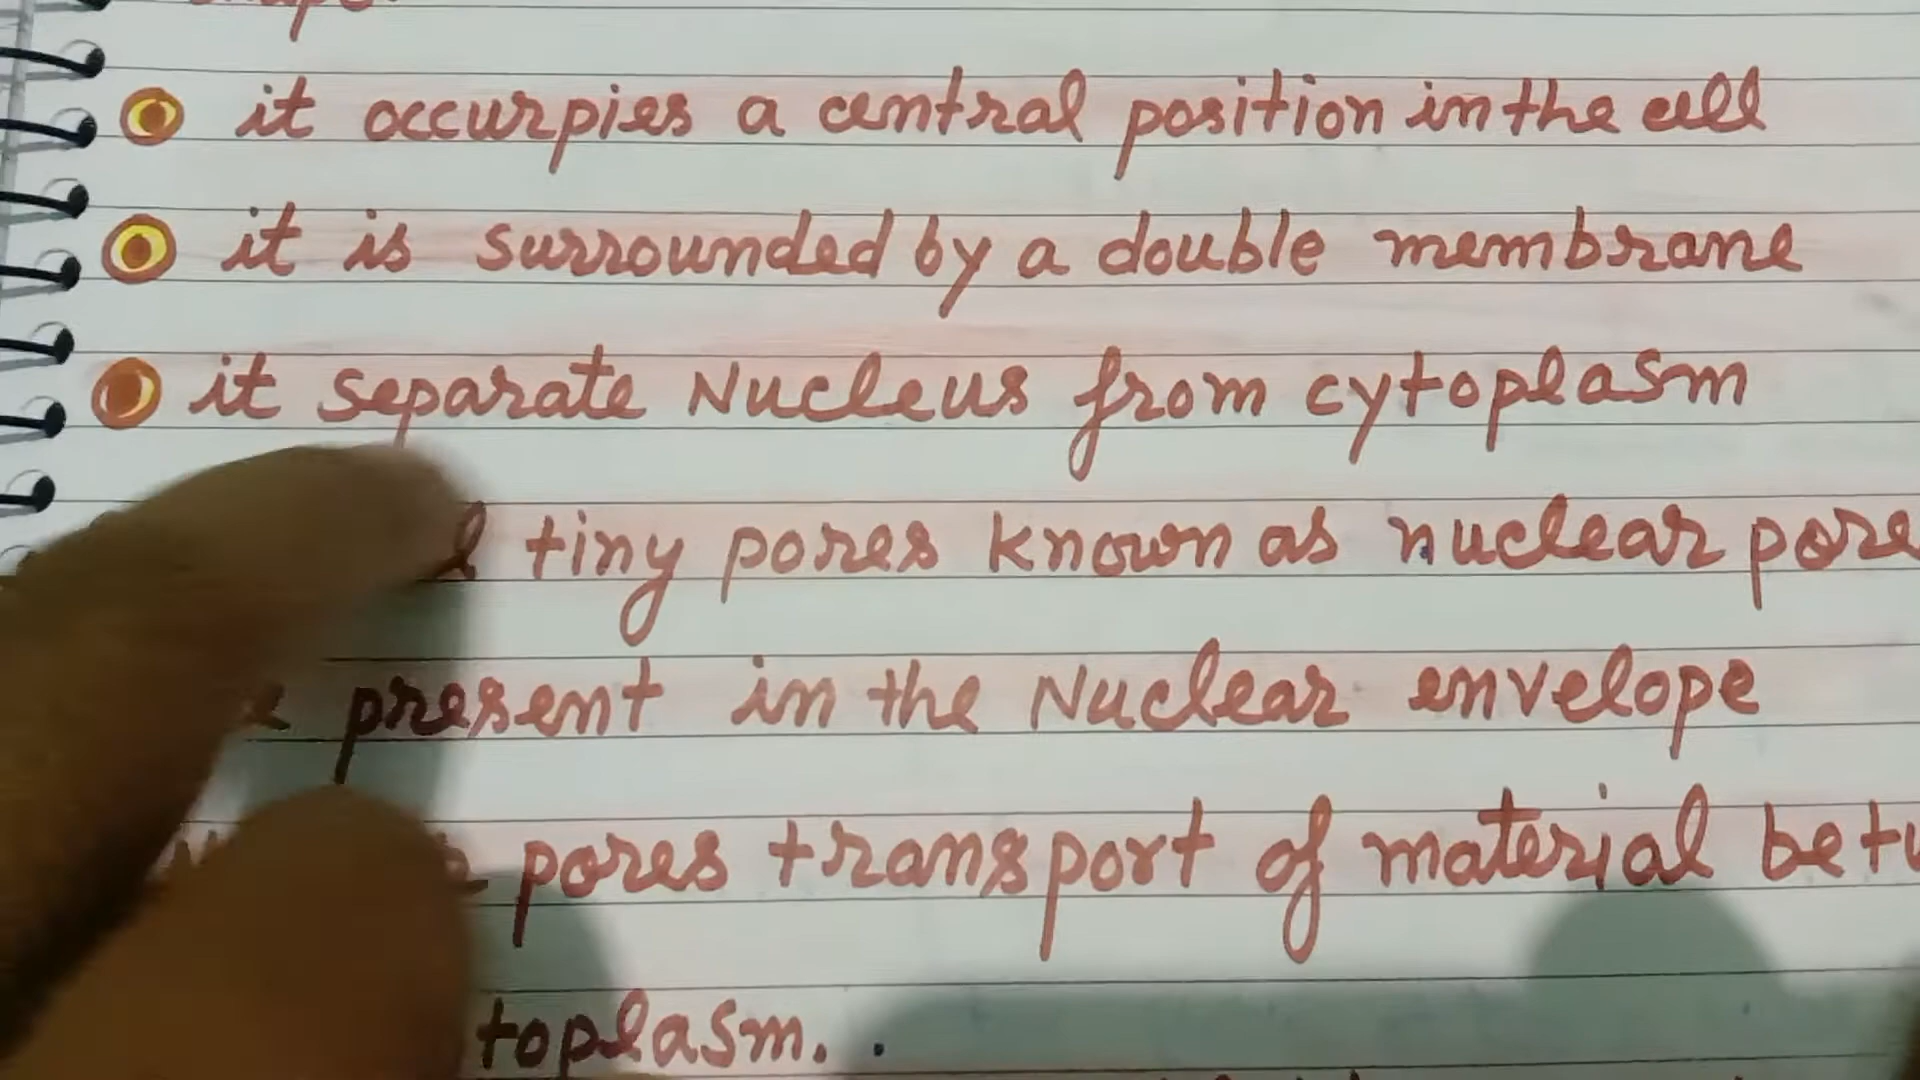 it occurpies a central position in the cell
it is surrounded by a double membrane
it separate Nucleus from cytoplasm
tiny pores known as nuclear pore
present in the Nuclear envelope
pores transport of material betw
toplasm.